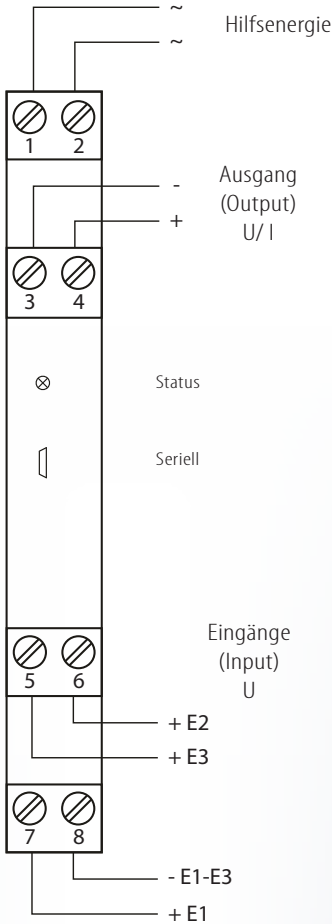 ~
Hilfsenergie
~
1 2
Ausgang
(Output)
U/ I
-
+
3 4
Status
Seriell
Eingänge
(Input)
U
5 6
+ E2
+ E3
7 8
- E1-E3
+ E1